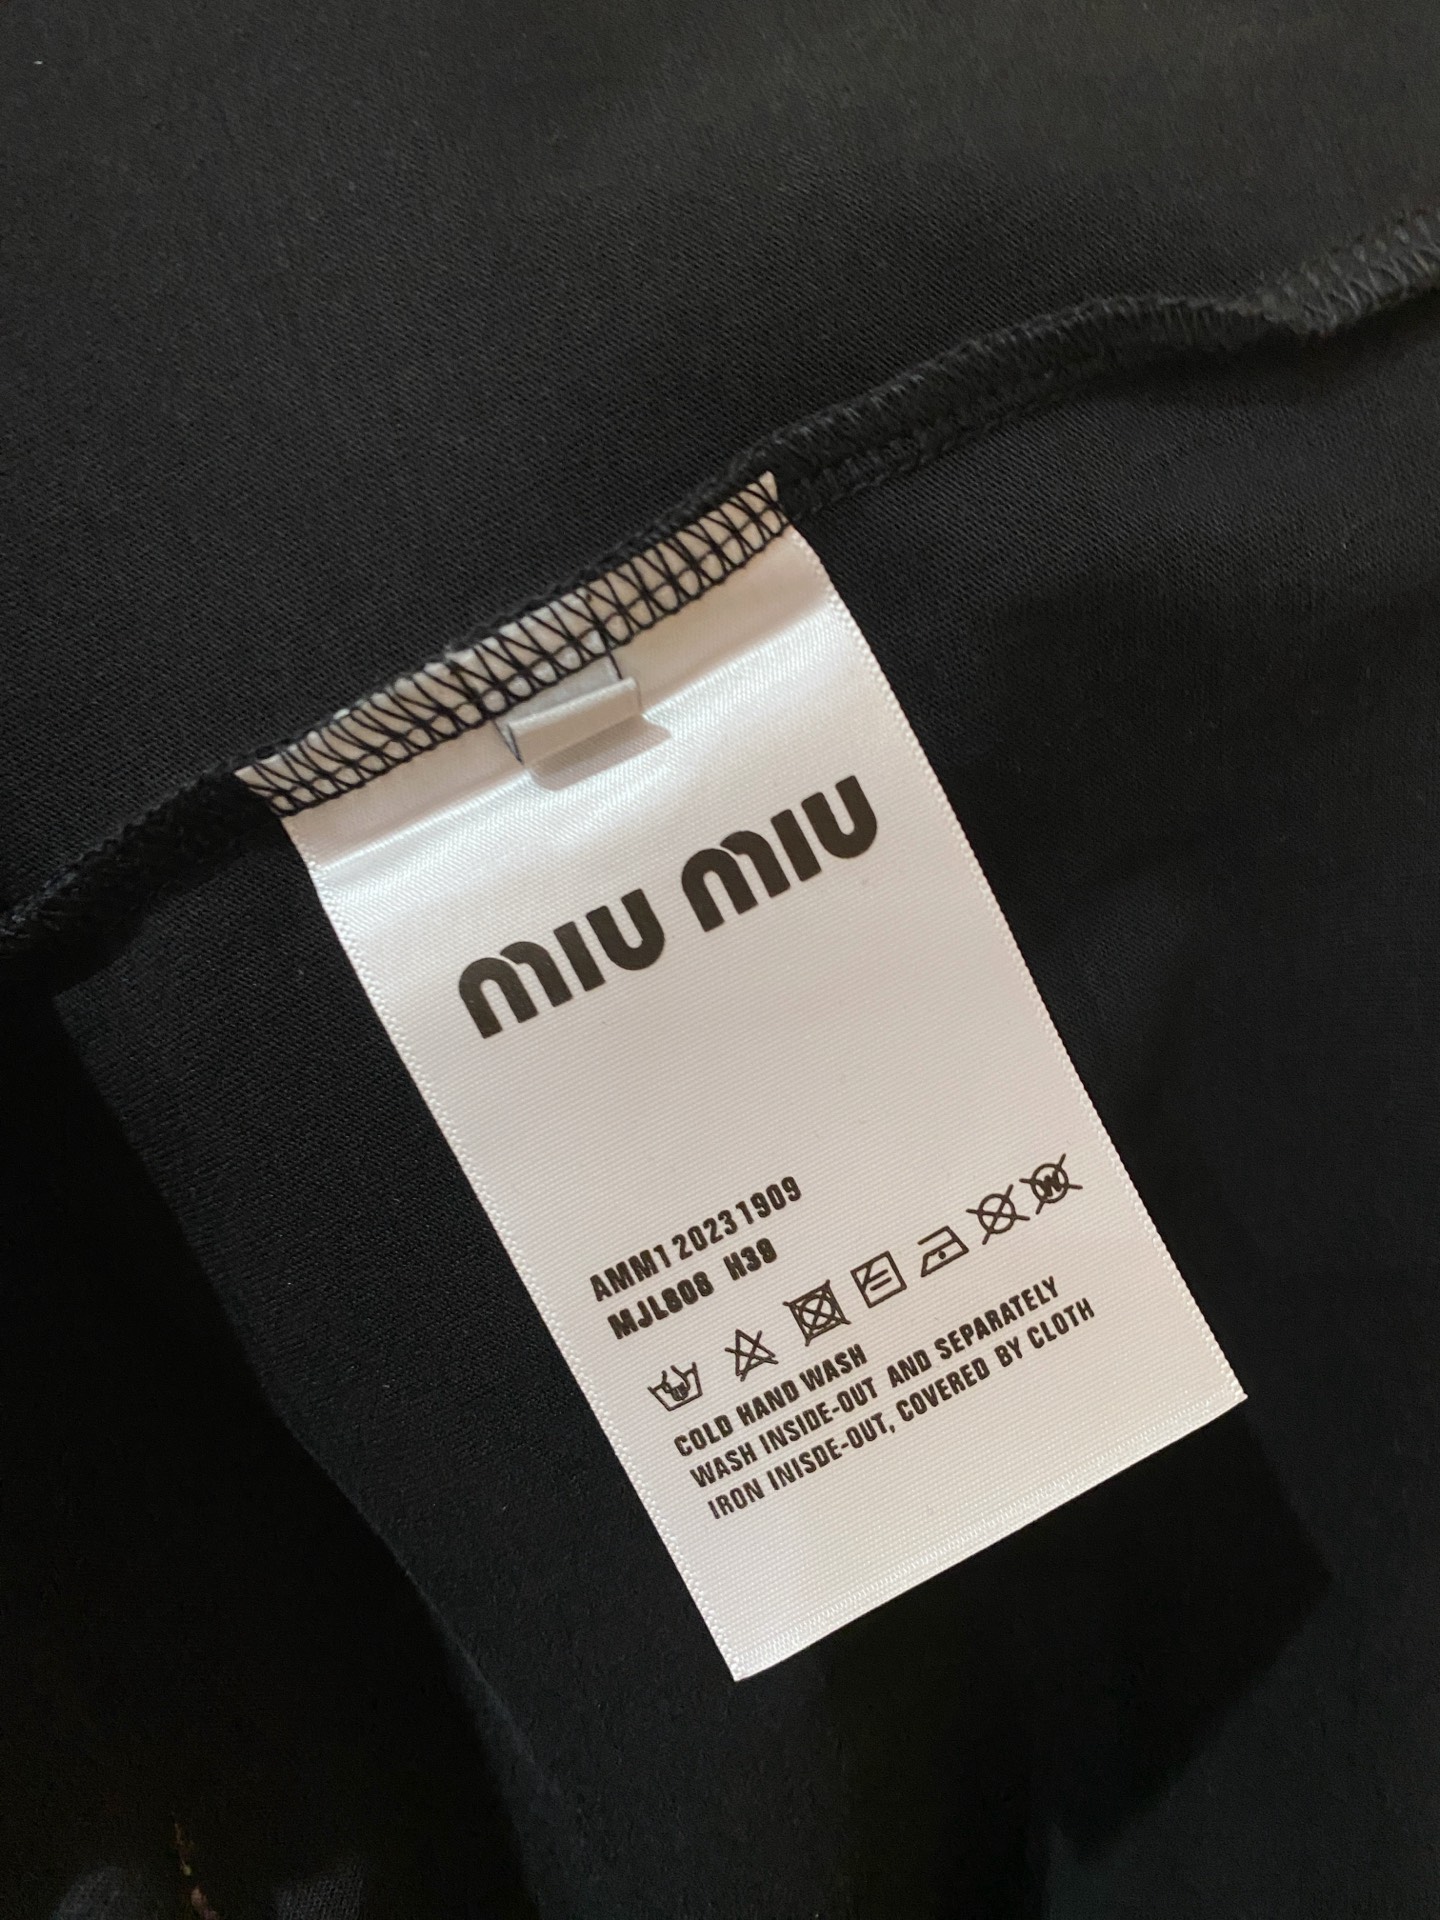 MIU MIU
AMM120231909
MJL808 H39
COLD HAND WASH
WASH INSIDE-OUT AND SEPARATELY
IRON INISDE-OUT, COVERED BY CLOTH